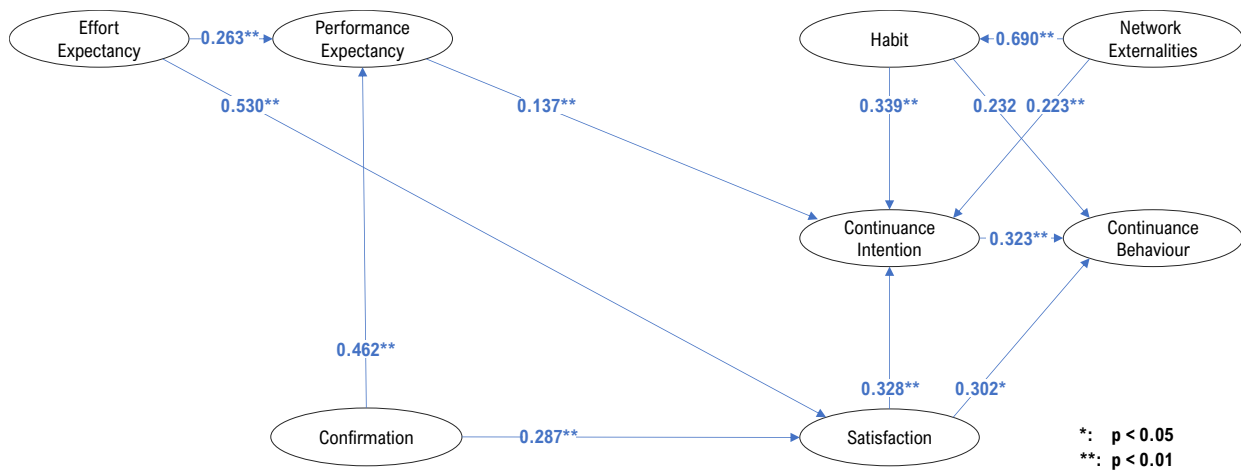 Effort
Expectancy
0.263**
Performance
Expectancy
Habit
0.690**
Network
Externalities
0.530**
0.137**
0.339**
0.232
0.223**
Continuance
Intention
0.323**
Continuance
Behaviour
0.462**
0.328**
0.302*
Confirmation
0.287**
Satisfaction
*: p < 0.05
**: p < 0.01